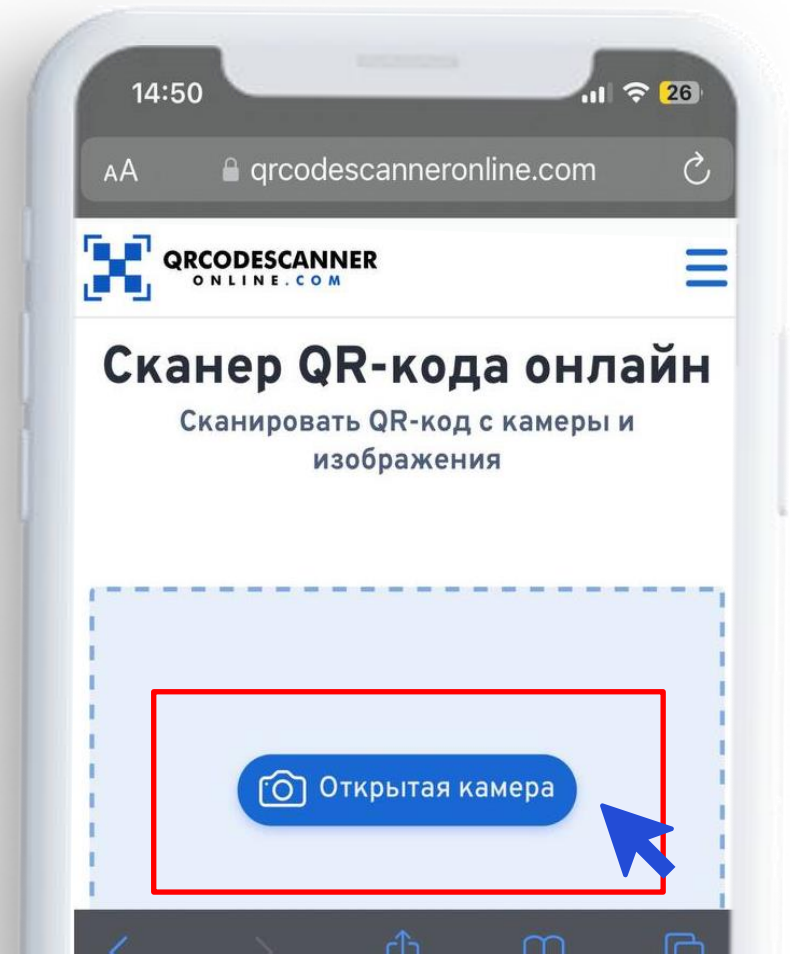 14:50
26
AA
qrcodescanneronline.com
QRCODESCANNER
ONLINE.COM
Сканер QR-кода онлайн
Сканировать QR-код с камеры и
изображения
Открытая камера